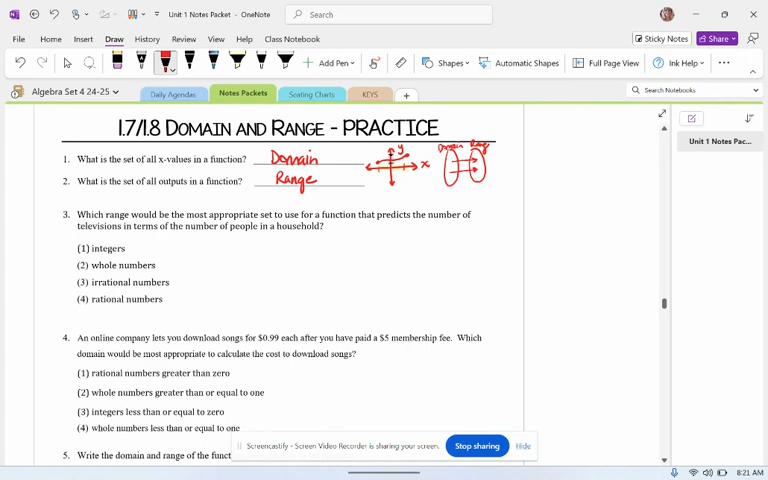 Unit 1 Notes Packet - OneNote
Search
File Home Insert Draw History Review View Help Class Notebook
Sticky Notes Share
Add Pen Shapes Automatic Shapes Full Page View Ink Help
Algebra Set 4 24-25 Daily Agendas Notes Packets Seating Charts KEYS Search Notebooks
Unit 1 Notes Pac...
1.7/1.8 DOMAIN AND RANGE - PRACTICE
1. What is the set of all x-values in a function? Domain
y x Domain Range
2. What is the set of all outputs in a function? Range
3. Which range would be the most appropriate set to use for a function that predicts the number of
televisions in terms of the number of people in a household?
(1) integers
(2) whole numbers
(3) irrational numbers
(4) rational numbers
4. An online company lets you download songs for $0.99 each after you have paid a $5 membership fee. Which
domain would be most appropriate to calculate the cost to download songs?
(1) rational numbers greater than zero
(2) whole numbers greater than or equal to one
(3) integers less than or equal to zero
(4) whole numbers less than or equal to one
5. Write the domain and range of the funct
Screencastify - Screen Video Recorder is sharing your screen. Stop sharing Hide
8:21 AM